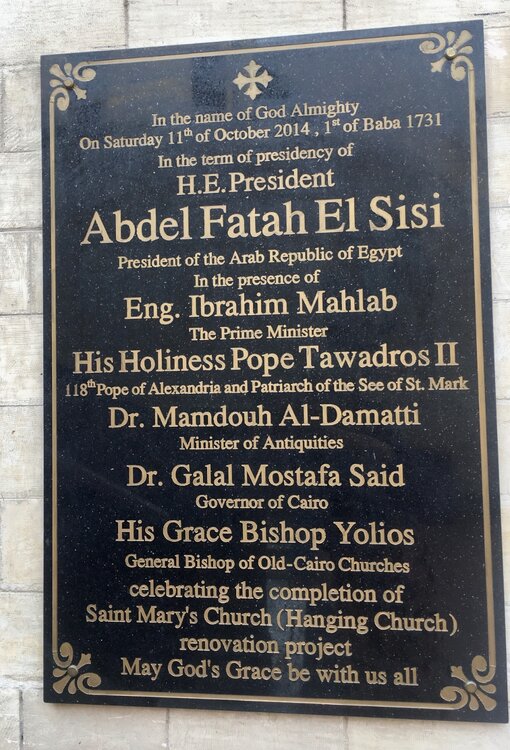 In the name of God Almighty
On Saturday 11th of October 2014 , 1st of Baba 1731
In the term of presidency of
H.E. President
Abdel Fatah El Sisi
President of the Arab Republic of Egypt
In the presence of
Eng. Ibrahim Mahlab
The Prime Minister
His Holiness Pope Tawadros II
118th Pope of Alexandria and Patriarch of the See of St. Mark
Dr. Mamdouh Al-Damatti
Minister of Antiquities
Dr. Galal Mostafa Said
Governor of Cairo
His Grace Bishop Yolios
General Bishop of Old-Cairo Churches
celebrating the completion of
Saint Mary's Church (Hanging Church)
renovation project
May God's Grace be with us all